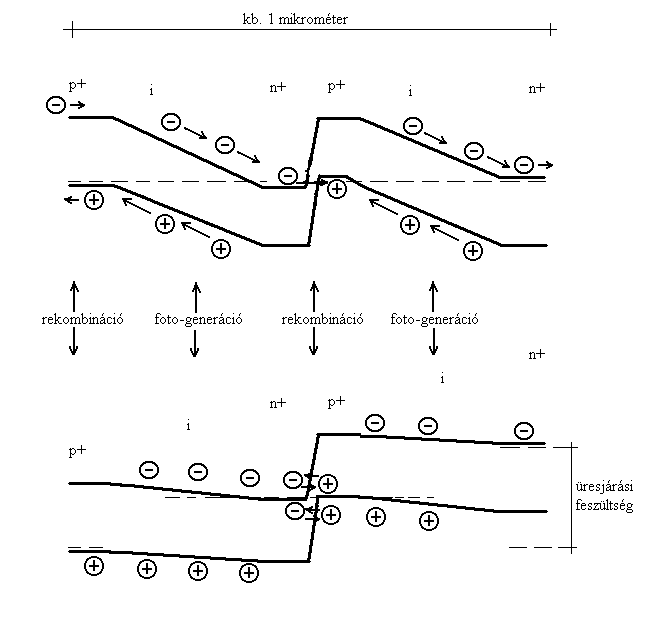 kb. 1 mikrométer
p+
i
n+
p+
i
n+
rekombináció
foto-generáció
rekombináció
foto-generáció
n+
i
n+
p+
i
p+
üresjárási
feszültség